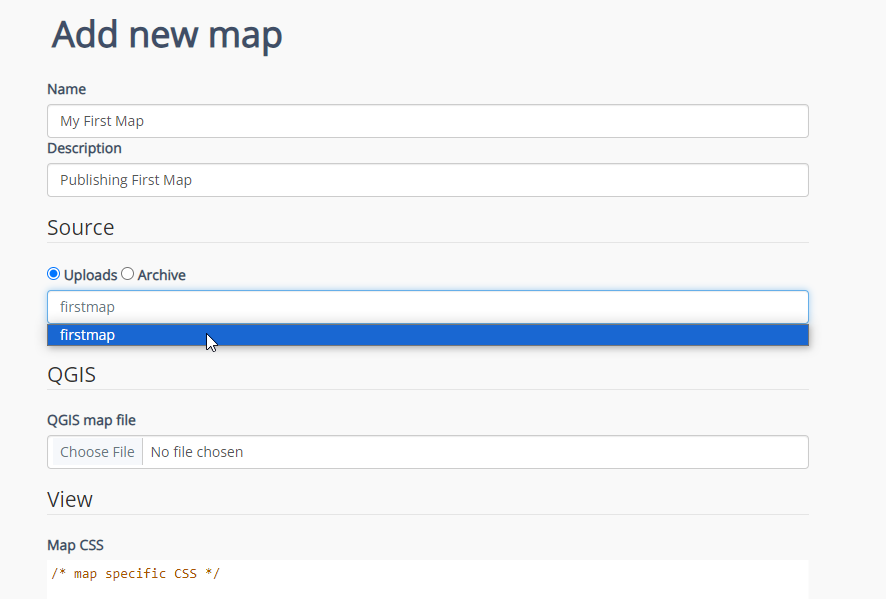 Add new map
Name
My First Map
Description
Publishing First Map
Source
Uploads Archive
firstmap
firstmap
QGIS
QGIS map file
Choose File No file chosen
View
Map CSS
/* map specific CSS */